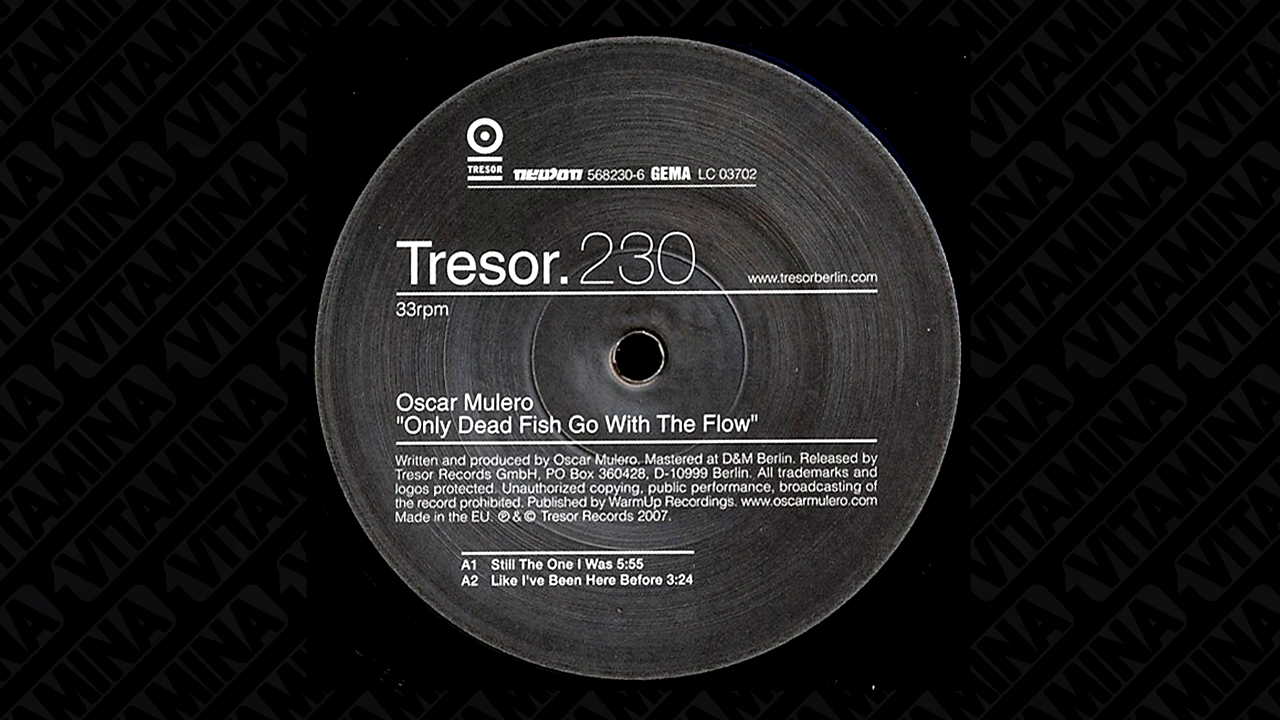 TRESOR
neuton 568230-6 GEMA LC 03702
Tresor.230
www.tresorberlin.com
33rpm
Oscar Mulero
"Only Dead Fish Go With The Flow"
Written and produced by Oscar Mulero. Mastered at D&M Berlin. Released by
Tresor Records GmbH, PO Box 360428, D-10999 Berlin. All trademarks and
logos protected. Unauthorized copying, public performance, broadcasting of
the record prohibited. Published by WarmUp Recordings. www.oscarmulero.com
Made in the EU. ℗ & © Tresor Records 2007.
A1 Still The One I Was 5:55
A2 Like I've Been Here Before 3:24
VITAMINA
VITAMINA